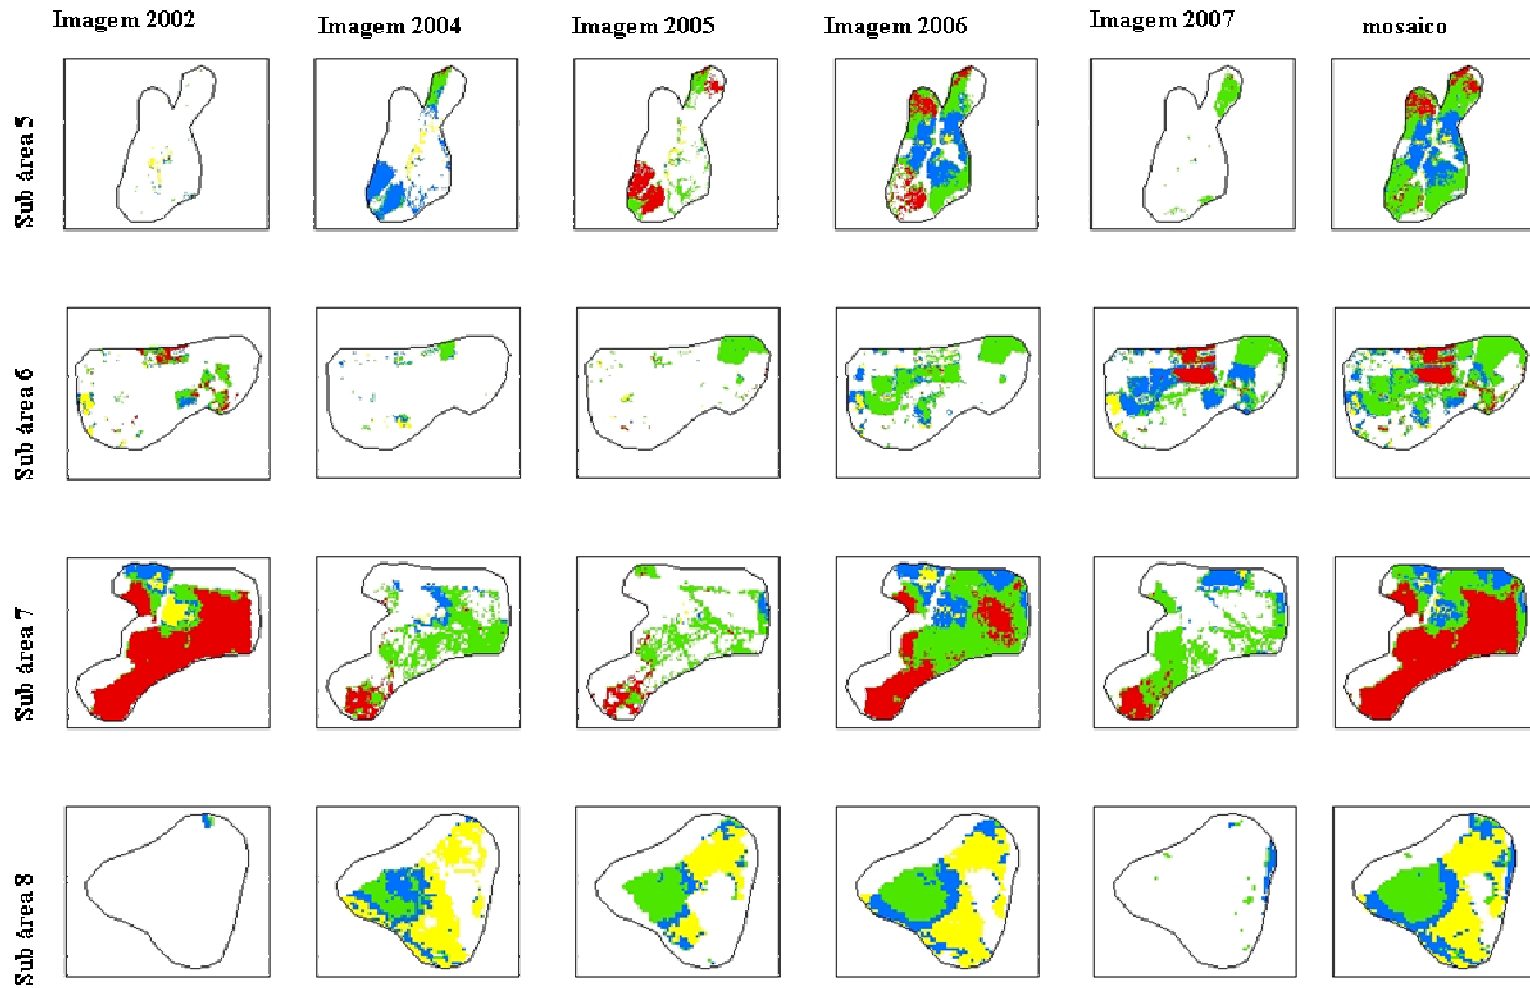 Imagem 2002
Imagem 2004
Imagem 2005
Imagem 2006
Imagem 2007
mosaico
Sub área 5
Sub área 6
Sub área 7
Sub área 8